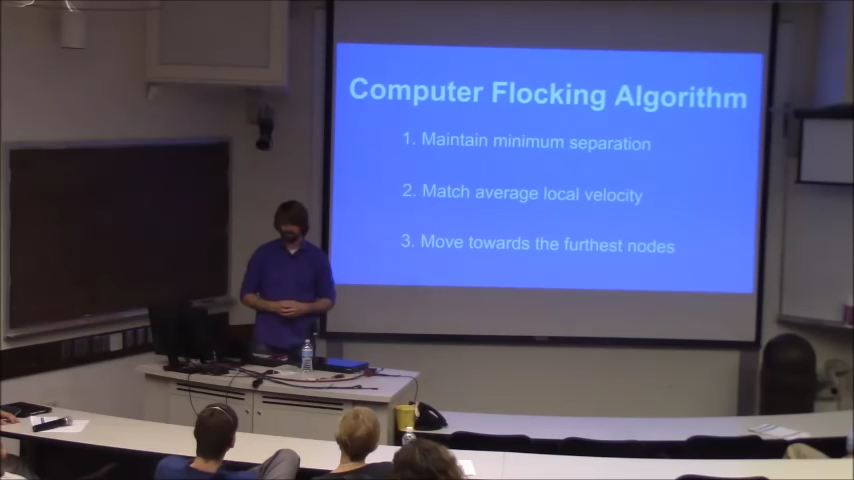 Computer Flocking Algorithm
1. Maintain minimum separation
2. Match average local velocity
3. Move towards the furthest nodes